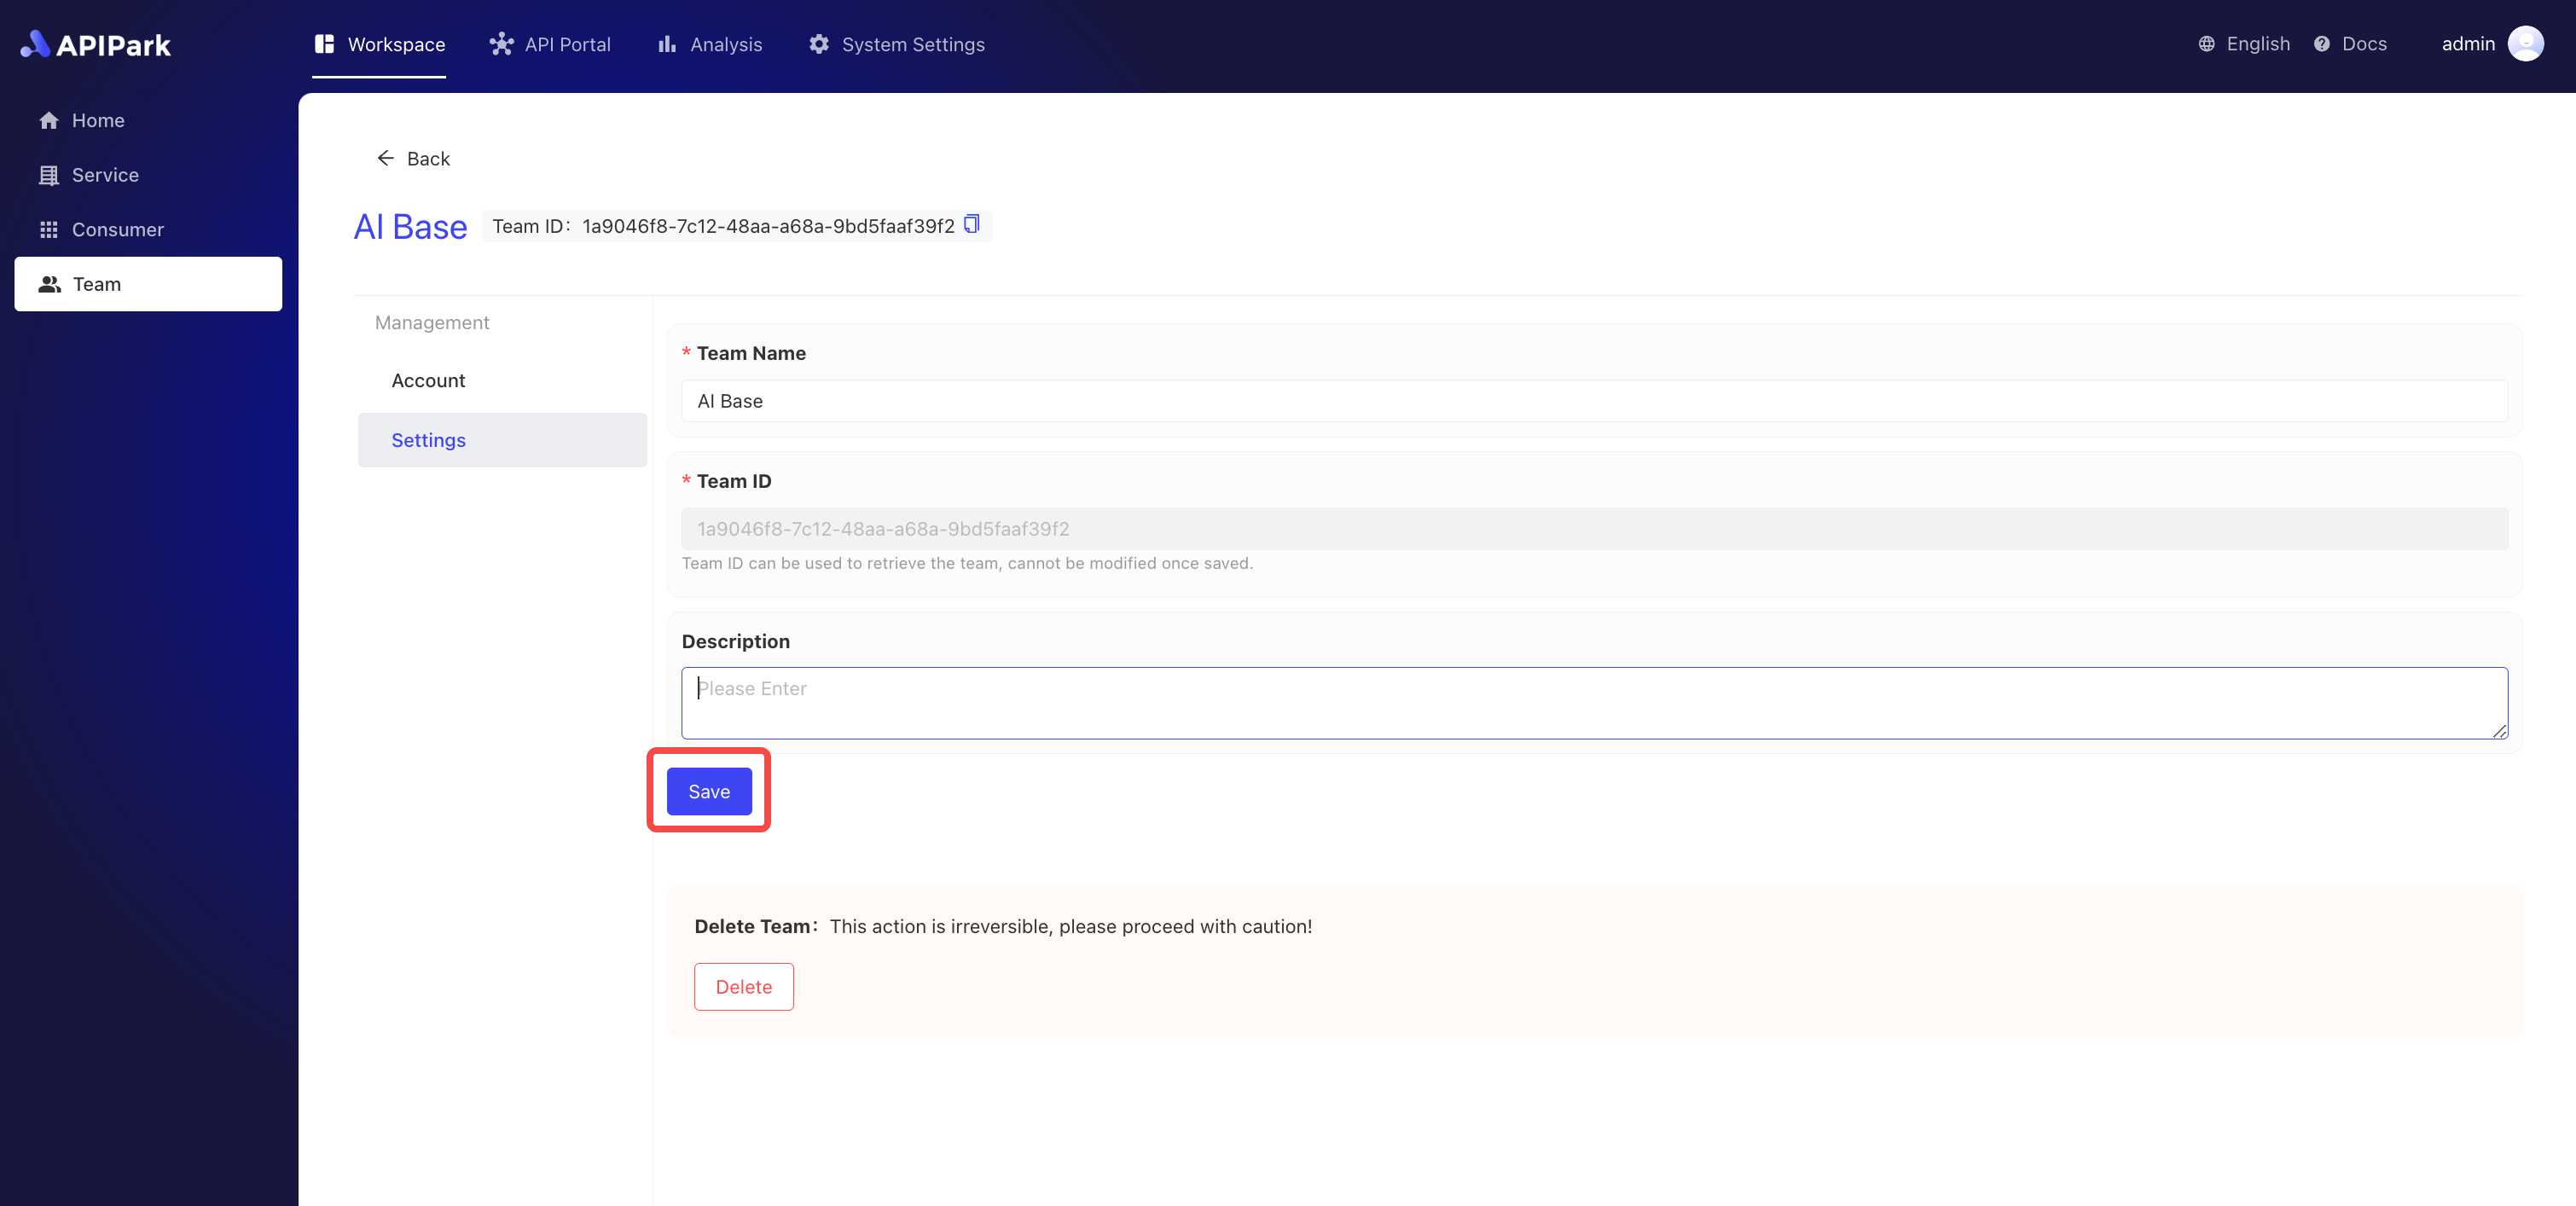 APIPark
Workspace
API Portal
Analysis
System Settings
English
Docs
admin
Home
Service
Consumer
Team
Back
AI Base
Team ID: 1a9046f8-7c12-48aa-a68a-9bd5faaf39f2
Management
Account
Settings
* Team Name
AI Base
* Team ID
1a9046f8-7c12-48aa-a68a-9bd5faaf39f2
Team ID can be used to retrieve the team, cannot be modified once saved.
Description
Please Enter
Save
Delete Team: This action is irreversible, please proceed with caution!
Delete